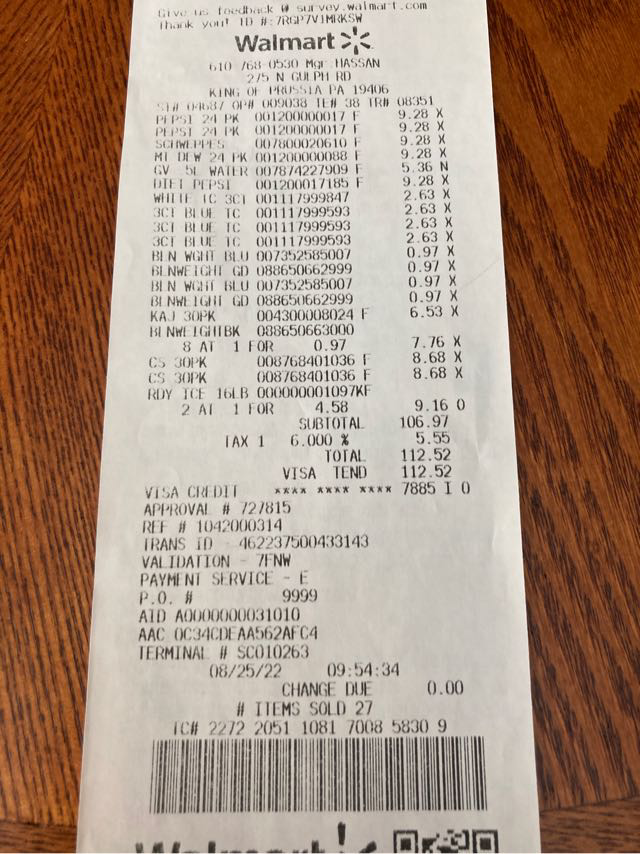 Give us feedback @ survey.walmart.com
Thank you! ID #:7RGP7V1MRKSW
Walmart
610-768-0530 Mgr HASSAN
275 N GULPH RD
KING OF PRUSSIA PA 19406
ST# 04687 OP# 009038 TE# 38 TR# 08351
PEPSI 24 PK 001200000017 F 9.28 X
PEPSI 24 PK 001200000017 F 9.28 X
SCHWEPPES 007800020610 F 9.28 X
MT DEW 24 PK 001200000088 F 9.28 X
GV .5L WATER 007874227909 F 5.36 N
DIET PEPSI 001200017185 F 9.28 X
WHITE TC 3CT 001117999847 2.63 X
3CT BLUE TC 001117999593 2.63 X
3CT BLUE TC 001117999593 2.63 X
3CT BLUE TC 001117999593 2.63 X
BLN WGHT BLU 007352585007 0.97 X
BLNWEIGHT GD 088650662999 0.97 X
BLN WGHT BLU 007352585007 0.97 X
BLNWEIGHT GD 088650662999 0.97 X
KAJ 30PK 004300008024 F 6.53 X
BLNWEIGHTBK 088650663000
8 AT 1 FOR 0.97 7.76 X
CS 30PK 008768401036 F 8.68 X
CS 30PK 008768401036 F 8.68 X
RDY ICE 16LB 000000001097KF
2 AT 1 FOR 4.58 9.16 O
SUBTOTAL 106.97
TAX 1 6.000 % 5.55
TOTAL 112.52
VISA TEND 112.52
VISA CREDIT **** **** **** 7885 I 0
APPROVAL # 727815
REF # 1042000314
TRANS ID - 462237500433143
VALIDATION - 7FNW
PAYMENT SERVICE - E
P.O. # 9999
AID A0000000031010
AAC 0C34CDEAA562AFC4
TERMINAL # SC010263
08/25/22 09:54:34
CHANGE DUE 0.00
# ITEMS SOLD 27
TC# 2272 2051 1081 7008 5830 9
Walmart